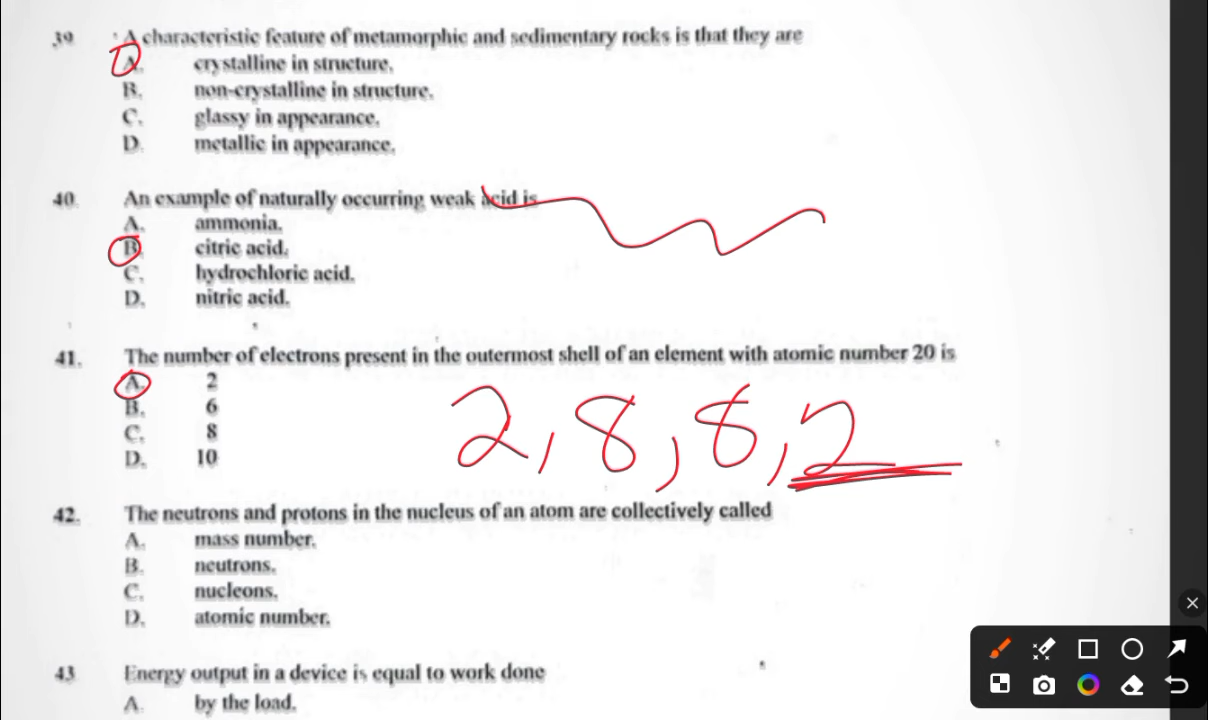 39 A characteristic feature of metamorphic and sedimentary rocks is that they are
A. crystalline in structure.
B. non-crystalline in structure.
C. glassy in appearance.
D. metallic in appearance.
40. An example of naturally occurring weak acid is
A. ammonia.
B. citric acid.
C. hydrochloric acid.
D. nitric acid.
41. The number of electrons present in the outermost shell of an element with atomic number 20 is
A. 2
B. 6
C. 8
D. 10
2, 8, 8, 2
42. The neutrons and protons in the nucleus of an atom are collectively called
A. mass number.
B. neutrons.
C. nucleons.
D. atomic number.
43 Energy output in a device is equal to work done
A. by the load.